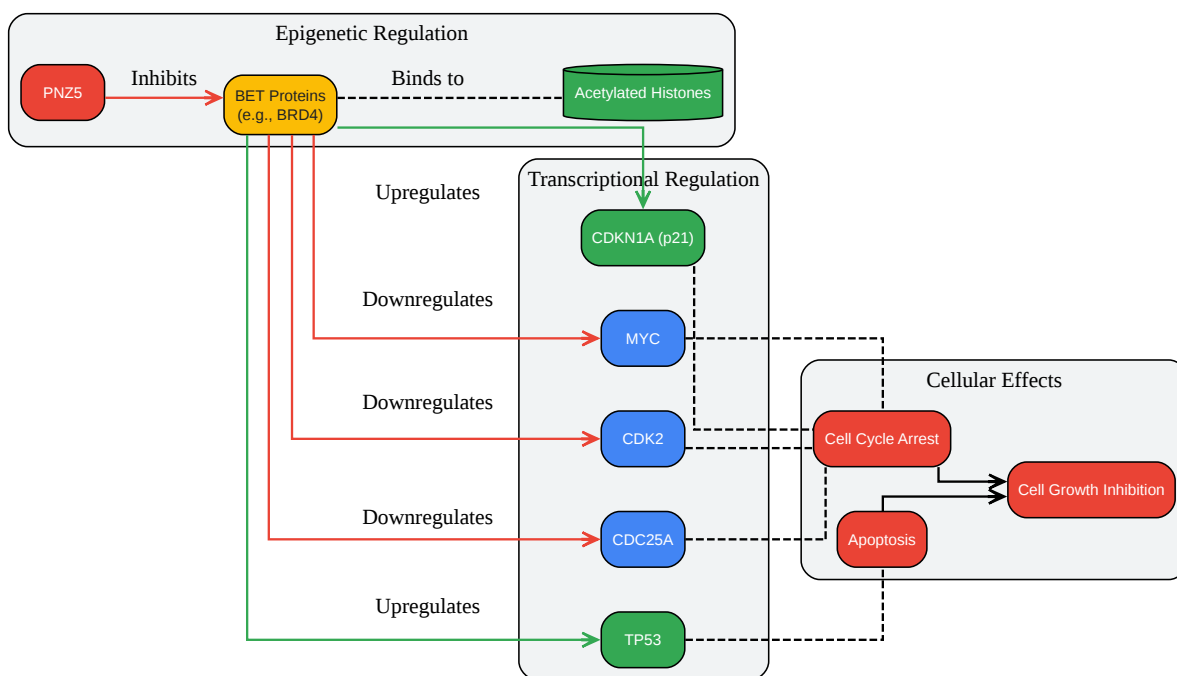 Epigenetic Regulation
PNZ5
Inhibits
BET Proteins
(e.g., BRD4)
Binds to
Acetylated Histones
Transcriptional Regulation
Upregulates
CDKN1A (p21)
Downregulates
MYC
Downregulates
CDK2
Downregulates
CDC25A
Upregulates
TP53
Cellular Effects
Cell Cycle Arrest
Cell Growth Inhibition
Apoptosis